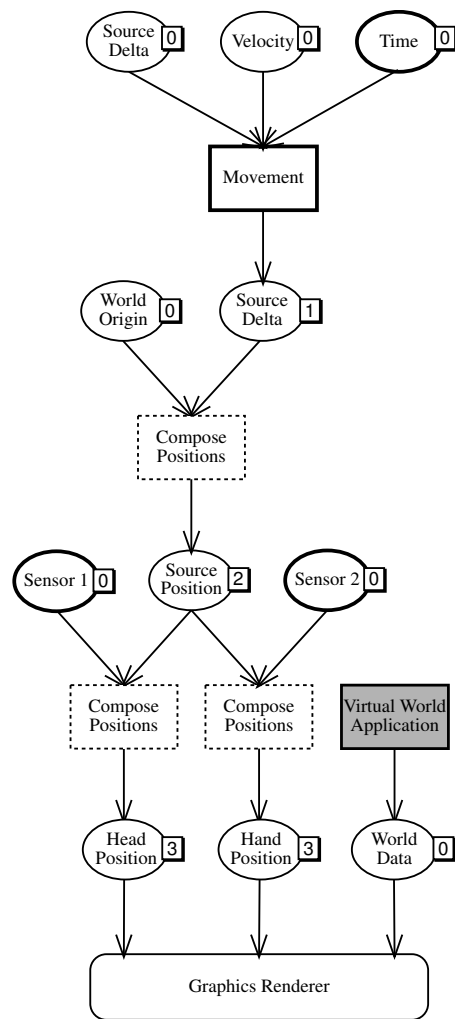 Source
Delta
0
Velocity
0
Time
0
Movement
World
Origin
0
Source
Delta
1
Compose
Positions
Sensor 1
0
Source
Position
2
Sensor 2
0
Compose
Positions
Compose
Positions
Virtual World
Application
Head
Position
3
Hand
Position
3
World
Data
0
Graphics Renderer